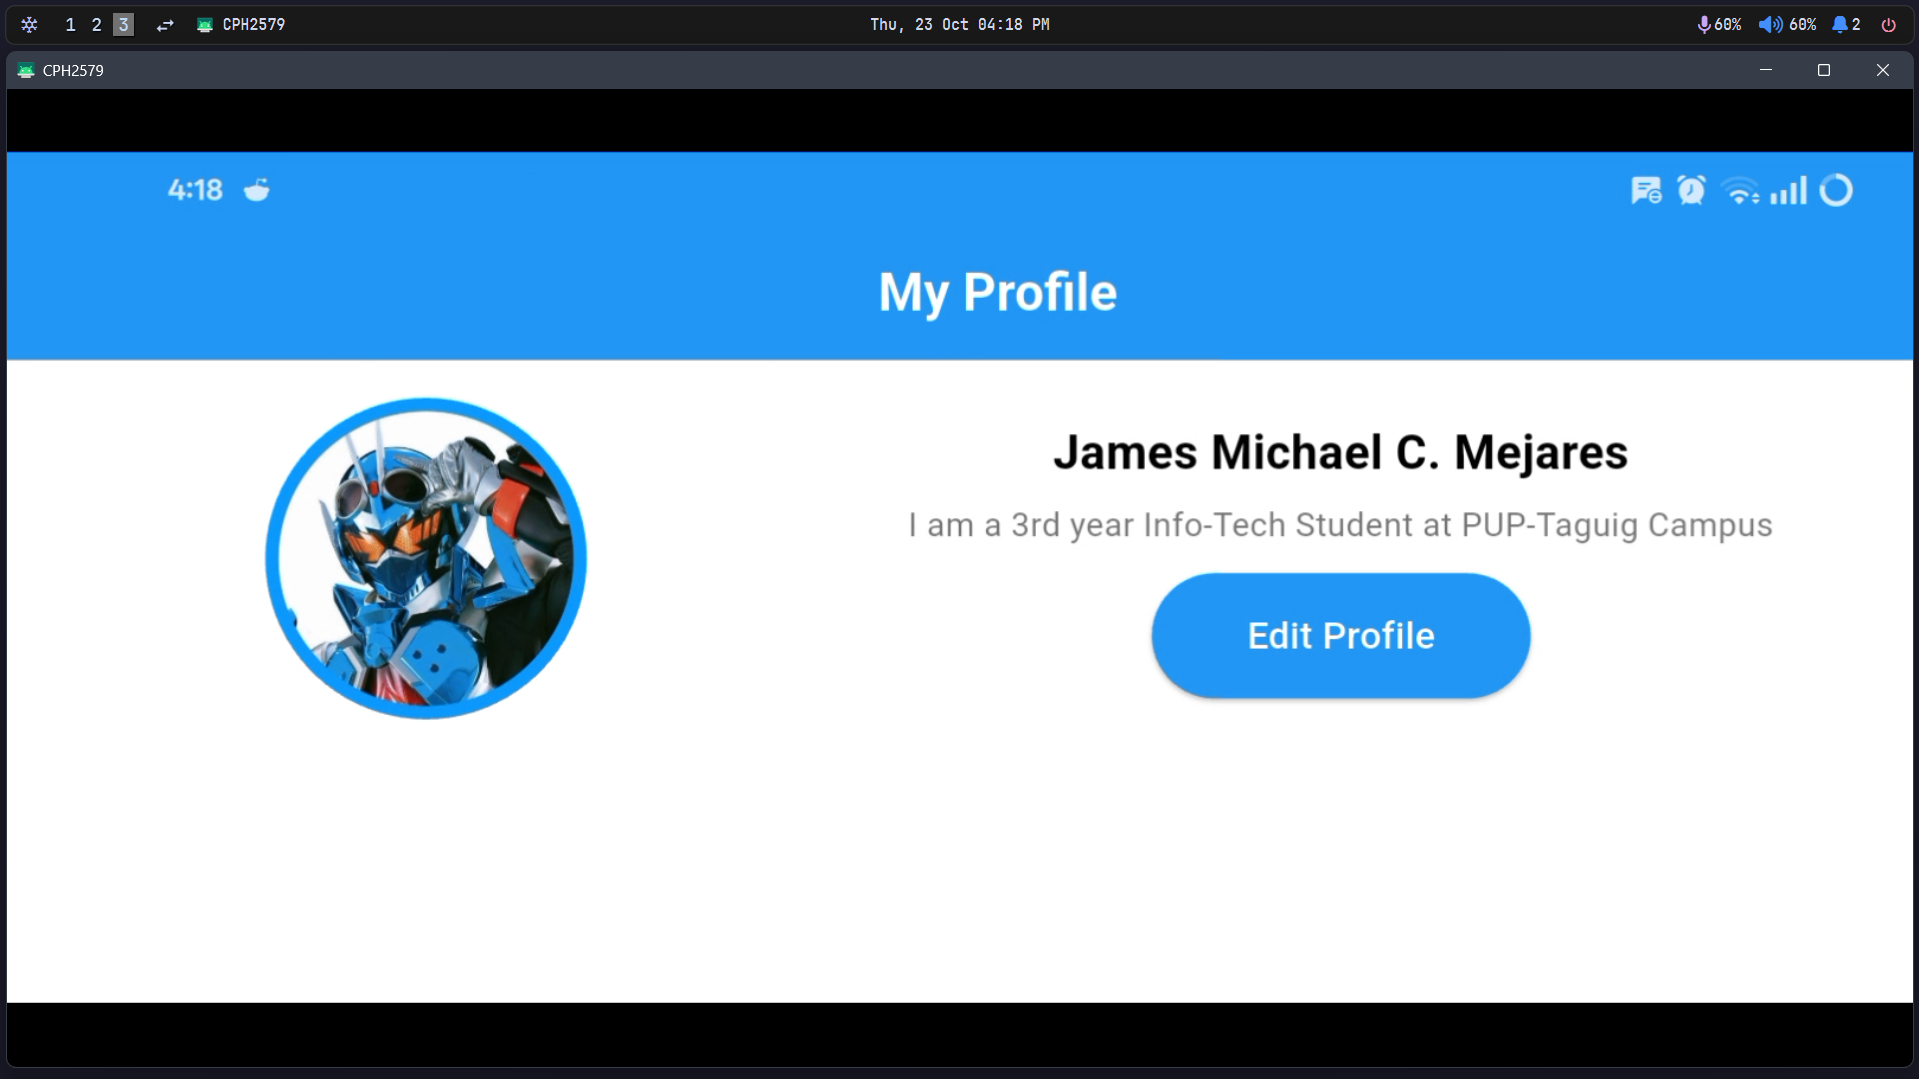 1 2 3 CPH2579 Thu, 23 Oct 04:18 PM 60% 60% 2
CPH2579
4:18
My Profile
James Michael C. Mejares
I am a 3rd year Info-Tech Student at PUP-Taguig Campus
Edit Profile